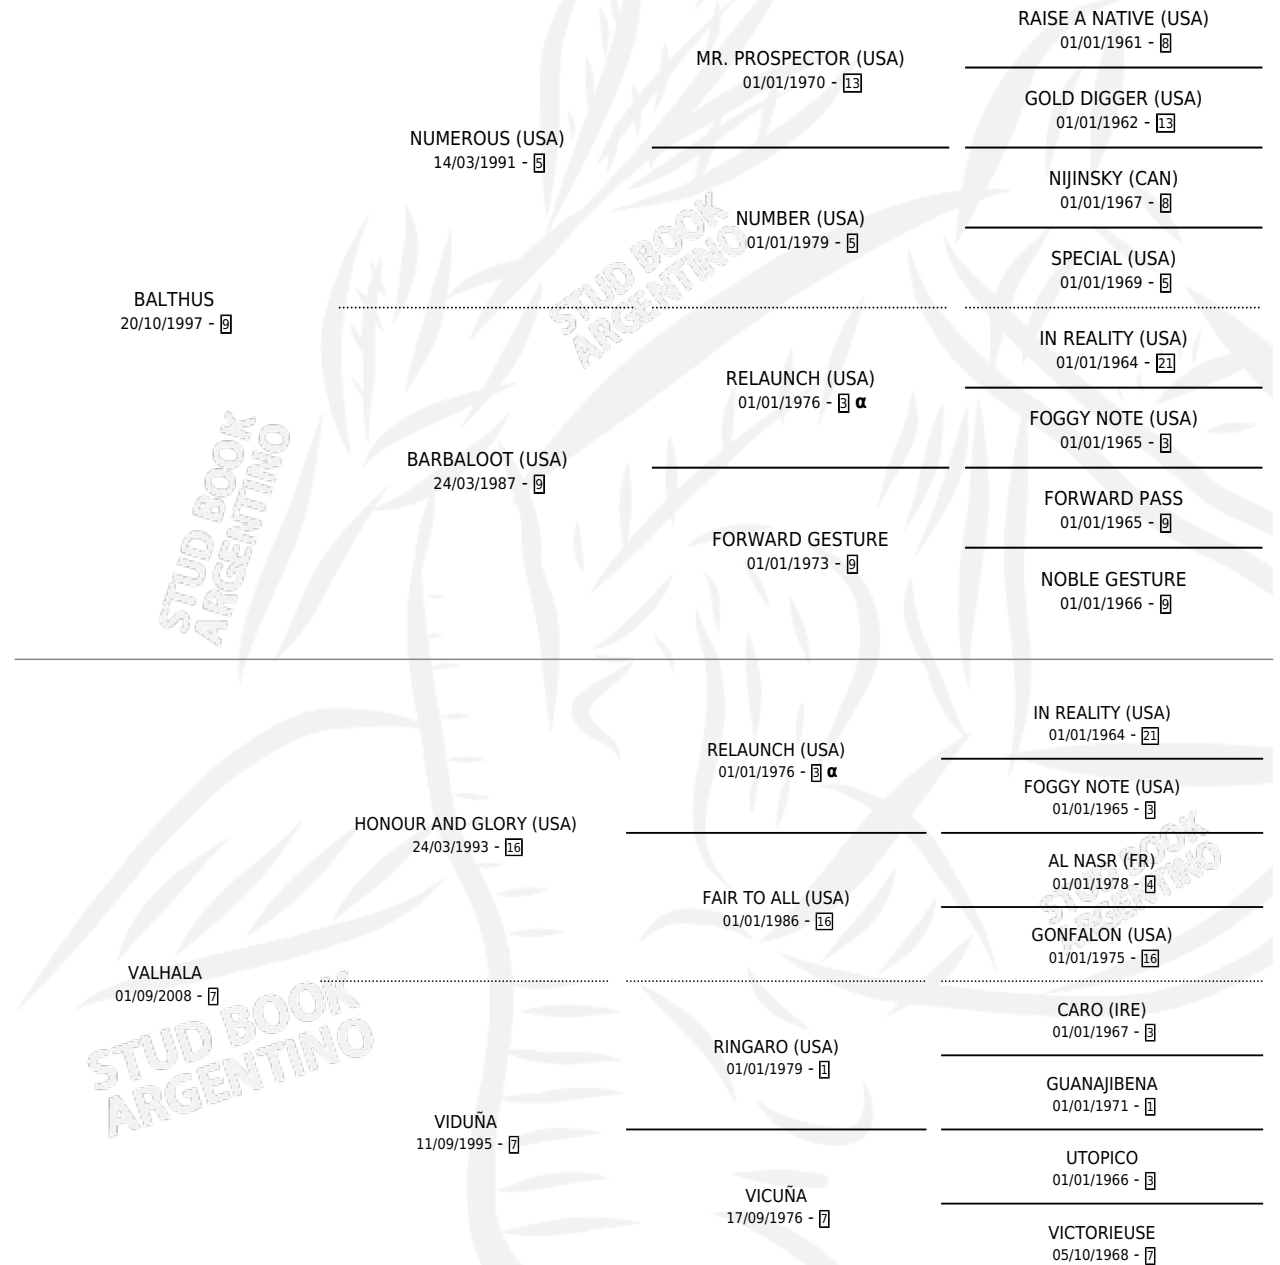 RAISE A NATIVE (USA)
01/01/1961 - 8
MR. PROSPECTOR (USA)
01/01/1970 - 13
GOLD DIGGER (USA)
01/01/1962 - 13
NUMEROUS (USA)
14/03/1991 - 5
NIJINSKY (CAN)
01/01/1967 - 8
NUMBER (USA)
01/01/1979 - 5
SPECIAL (USA)
01/01/1969 - 5
STUD BOOK
ARGENTINO
BALTHUS
20/10/1997 - 9
IN REALITY (USA)
01/01/1964 - 21
RELAUNCH (USA)
01/01/1976 - 3 α
FOGGY NOTE (USA)
01/01/1965 - 3
BARBALOOT (USA)
24/03/1987 - 9
FORWARD PASS
01/01/1965 - 9
FORWARD GESTURE
01/01/1973 - 9
NOBLE GESTURE
01/01/1966 - 9
STUD BOOK
ARGENTINO
IN REALITY (USA)
01/01/1964 - 21
RELAUNCH (USA)
01/01/1976 - 3 α
FOGGY NOTE (USA)
01/01/1965 - 3
HONOUR AND GLORY (USA)
24/03/1993 - 16
AL NASR (FR)
01/01/1978 - 4
FAIR TO ALL (USA)
01/01/1986 - 16
GONFALON (USA)
01/01/1975 - 16
STUD BOOK
ARGENTINO
VALHALA
01/09/2008 - 7
CARO (IRE)
01/01/1967 - 3
RINGARO (USA)
01/01/1979 - 1
GUANAJIBENA
01/01/1971 - 1
STUD BOOK
ARGENTINO
VIDUÑA
11/09/1995 - 7
UTOPICO
01/01/1966 - 3
VICUÑA
17/09/1976 - 7
VICTORIEUSE
05/10/1968 - 7